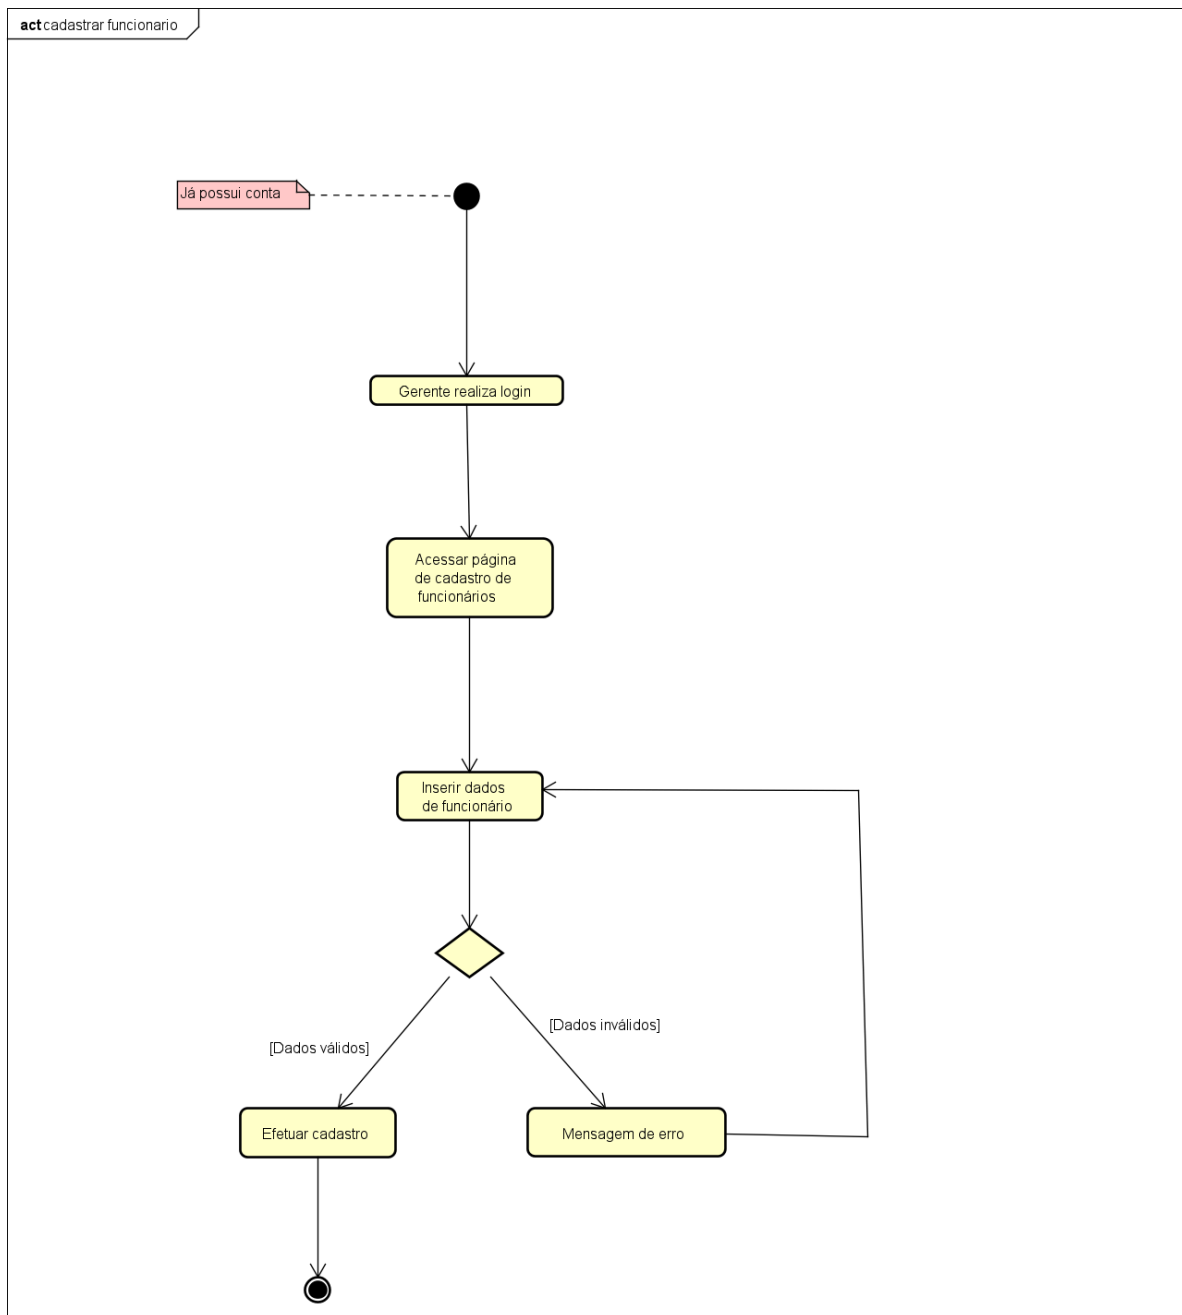 act cadastrar funcionario
Já possui conta
Gerente realiza login
Acessar página
de cadastro de
funcionários
Inserir dados
de funcionário
[Dados inválidos]
[Dados válidos]
Efetuar cadastro
Mensagem de erro